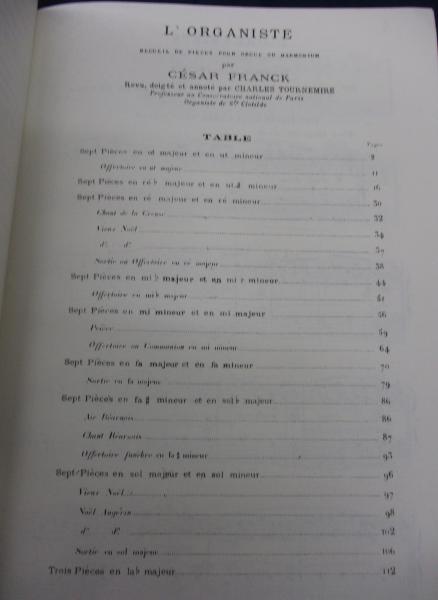 L'ORGANISTE
RECUEIL DE PIÈCES POUR ORGUE OU HARMONIUM
par
CÉSAR FRANCK
Revu, doigté et annoté par CHARLES TOURNEMIRE
Professeur au Conservatoire national de Paris
Organiste de Ste Clotilde
TABLE
Pages
Sept Pièces en ut majeur et en ut mineur 2
Offertoire en ut majeur 11
Sept Pièces en ré♭ majeur et en ut♯ mineur 16
Sept Pièces en ré majeur et en ré mineur 30
Chant de la Creuse 32
Vieux Noël 34
d° d° 37
Sortie ou Offertoire en ré majeur 38
Sept Pièces en mi♭ majeur et en mi♭ mineur 44
Offertoire en mi♭ majeur 51
Sept Pièces en mi mineur et en mi majeur 56
Prière 59
Offertoire ou Communion en mi mineur 64
Sept Pièces en fa majeur et en fa mineur 70
Sortie en fa majeur 79
Sept Pièces en fa♯ mineur et en sol♭ majeur 86
Air Béarnais 86
Chant Béarnais 87
Offertoire funèbre en fa♯ mineur 93
Sept Pièces en sol majeur et en sol mineur 96
Vieux Noël 97
Noël Angevin 98
d° d° 102
Sortie en sol majeur 106
Trois Pièces en la♭ majeur 112